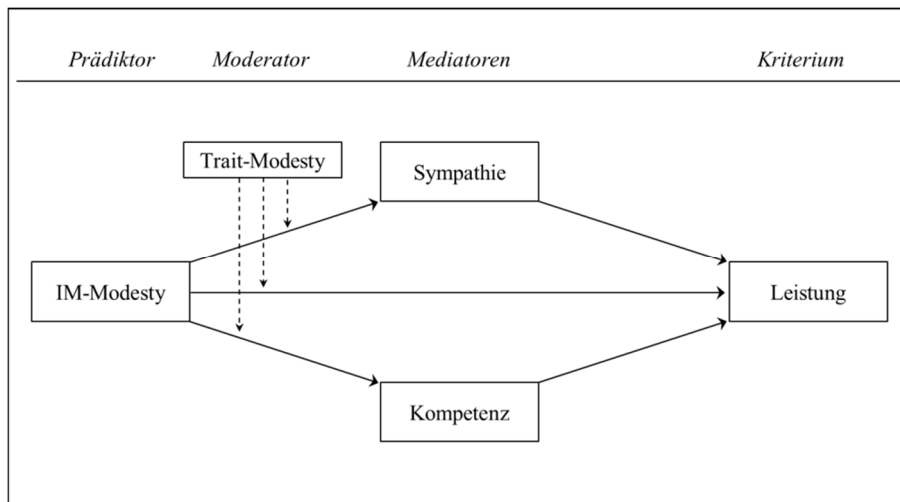 Prädiktor Moderator Mediatoren Kriterium
Trait-Modesty
Sympathie
IM-Modesty
Leistung
Kompetenz